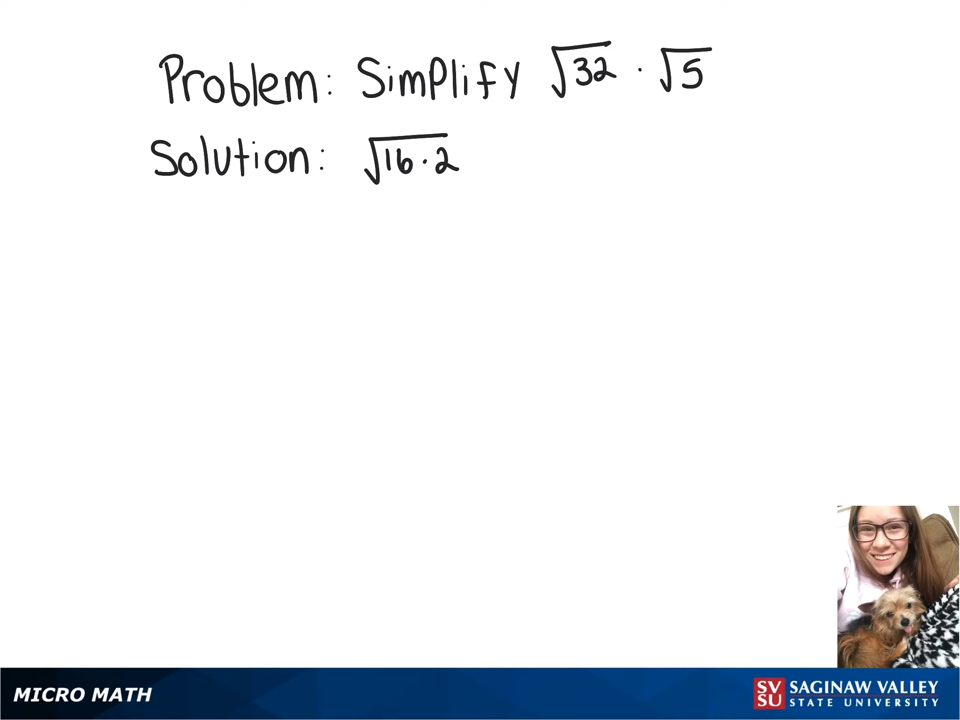 Problem: Simplify √32 · √5
Solution: √16·2
MICRO MATH
SV SU SAGINAW VALLEY
STATE UNIVERSITY